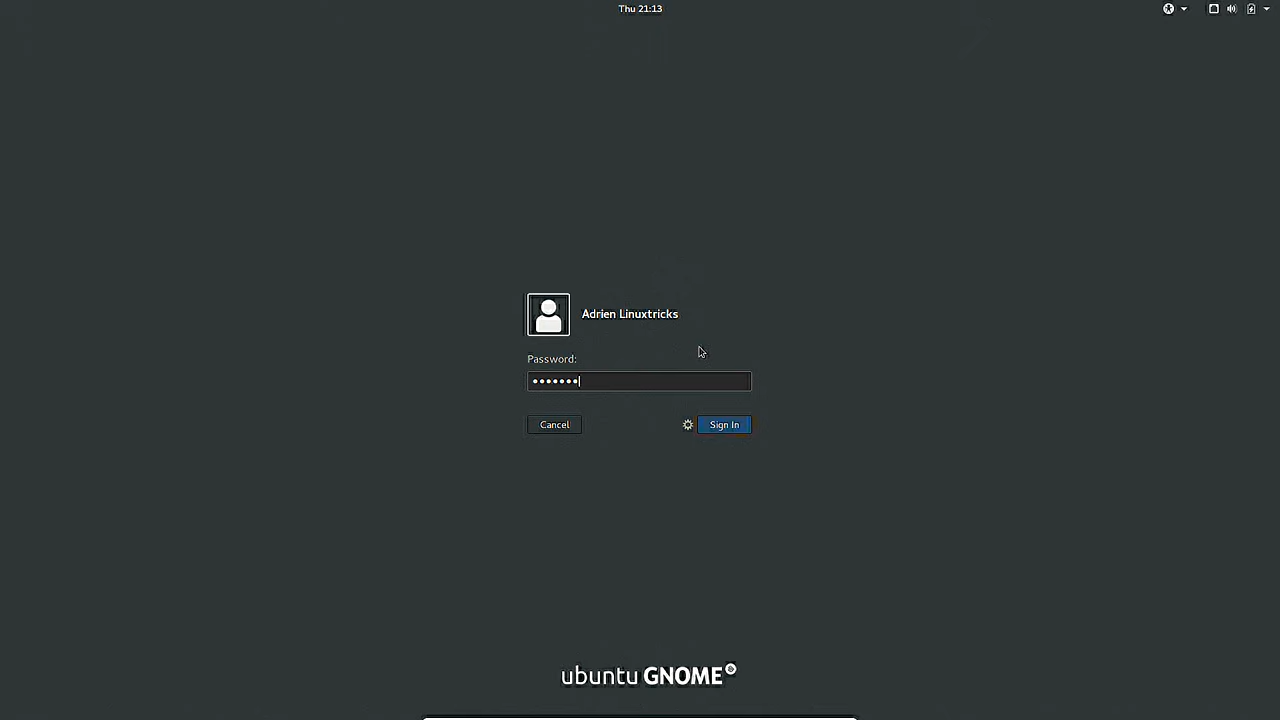 Thu 21:13
Adrien Linuxtricks
Password:
•••••••
Cancel
Sign In
ubuntu GNOME